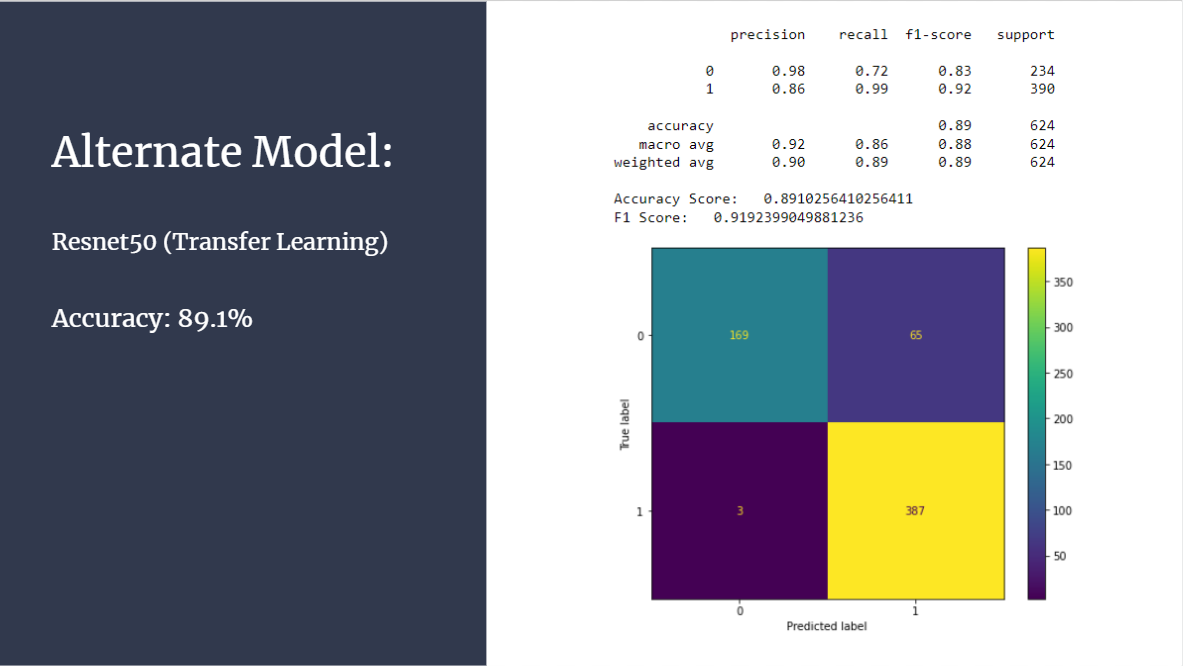 Alternate Model:
Resnet50 (Transfer Learning)
Accuracy: 89.1%
precision recall f1-score support
0 0.98 0.72 0.83 234
1 0.86 0.99 0.92 390
accuracy 0.89 624
macro avg 0.92 0.86 0.88 624
weighted avg 0.90 0.89 0.89 624
Accuracy Score: 0.8910256410256411
F1 Score: 0.9192399049881236
True label
0
1
169 65
3 387
0 1
Predicted label
350
300
250
200
150
100
50